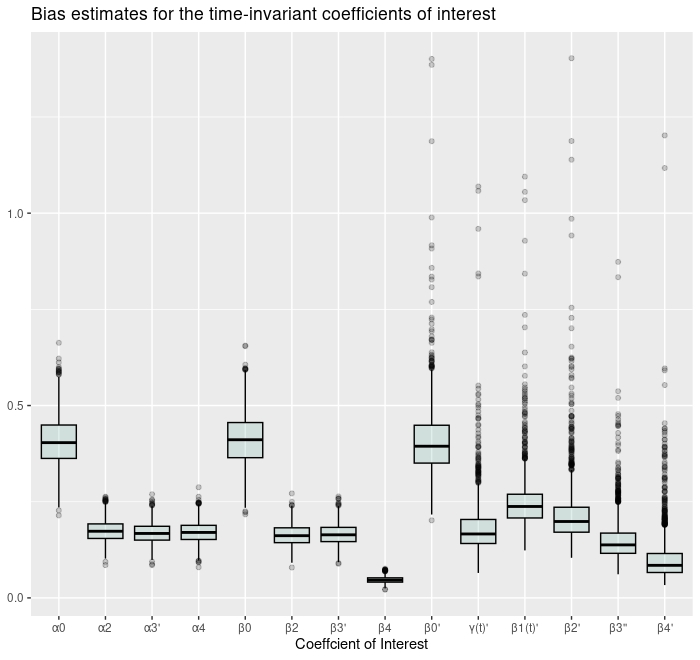 Bias estimates for the time-invariant coefficients of interest
1.0
0.5
0.0
α0 α2 α3' α4 β0 β2 β3' β4 β0' γ(t)' β1(t)' β2' β3'' β4'
Coeffcient of Interest